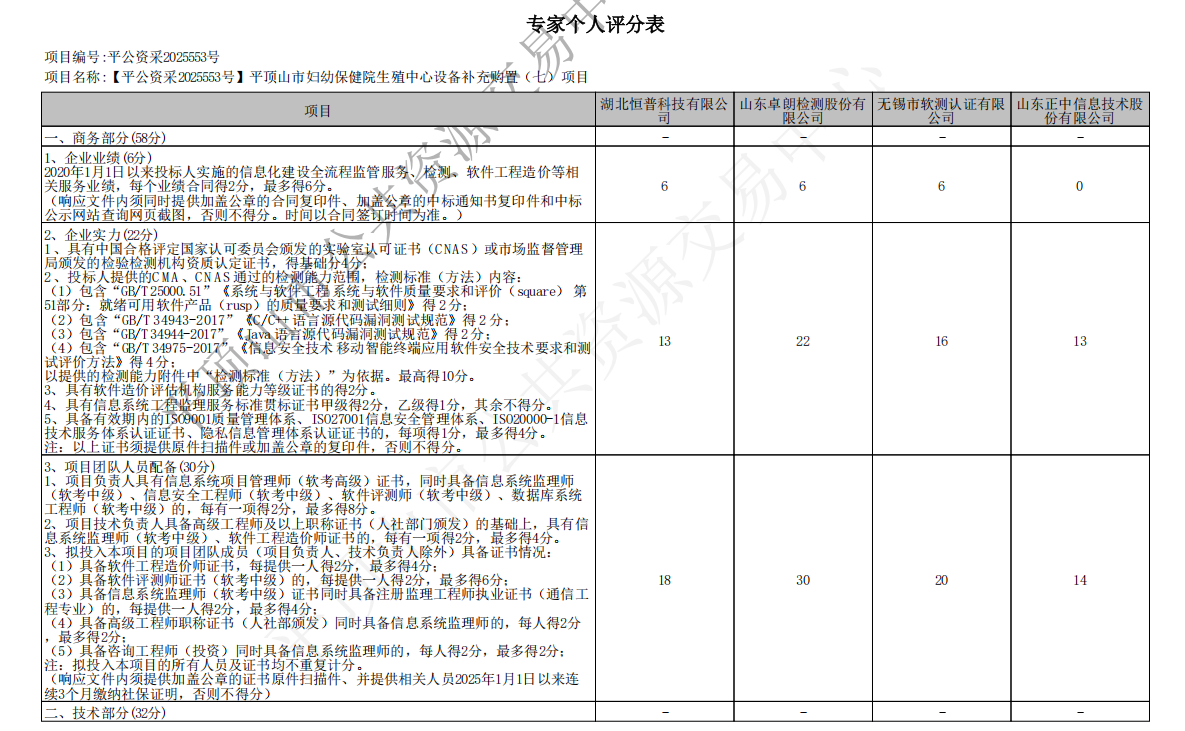 专家个人评分表
项目编号:平公资采2025553号
项目名称:【平公资采2025553号】平顶山市妇幼保健院生殖中心设备补充购置（七）项目
项目
湖北恒普科技有限公
司
山东卓朗检测股份有
限公司
无锡市软测认证有限
公司
山东正中信息技术股
份有限公司
一、商务部分(58分)
－ － － －
1、企业业绩(6分)
2020年1月1日以来投标人实施的信息化建设全流程监管服务、检测、软件工程造价等相
关服务业绩，每个业绩合同得2分，最多得6分。
（响应文件内须同时提供加盖公章的合同复印件、加盖公章的中标通知书复印件和中标
公示网站查询网页截图，否则不得分。时间以合同签订时间为准。）
6 6 6 0
2、企业实力(22分)
1、具有中国合格评定国家认可委员会颁发的实验室认可证书（CNAS）或市场监督管理
局颁发的检验检测机构资质认定证书，得基础分4分；
2、投标人提供的CMA、CNAS通过的检测能力范围，检测标准（方法）内容：
（1）包含“GB/T 25000.51”《系统与软件工程 系统与软件质量要求和评价（square） 第
51部分：就绪可用软件产品（rusp）的质量要求和测试细则》得 2 分；
（2）包含“GB/T 34943-2017”《C/C++ 语言源代码漏洞测试规范》得 2 分；
（3）包含“GB/T 34944-2017”《Java 语言源代码漏洞测试规范》得 2 分；
（4）包含“GB/T 34975-2017”《信息安全技术 移动智能终端应用软件安全技术要求和测
试评价方法》得 4 分；
以提供的检测能力附件中“检测标准（方法）”为依据。最高得10分。
3、具有软件造价评估机构服务能力等级证书的得2分。
4、具有信息系统工程监理服务标准贯标证书甲级得2分，乙级得1分，其余不得分。
5、具备有效期内的ISO9001质量管理体系、ISO27001信息安全管理体系、ISO20000-1信息
技术服务体系认证证书、隐私信息管理体系认证证书的，每项得1分，最多得4分。
注：以上证书须提供原件扫描件或加盖公章的复印件，否则不得分。
13 22 16 13
3、项目团队人员配备(30分)
1、项目负责人具有信息系统项目管理师（软考高级）证书，同时具备信息系统监理师
（软考中级）、信息安全工程师（软考中级）、软件评测师（软考中级）、数据库系统
工程师（软考中级）的，每有一项得2分，最多得8分。
2、项目技术负责人具备高级工程师及以上职称证书（人社部门颁发）的基础上，具有信
息系统监理师（软考中级）、软件工程造价师证书的，每有一项得2分，最多得4分。
3、拟投入本项目的项目团队成员（项目负责人、技术负责人除外）具备证书情况：
（1）具备软件工程造价师证书，每提供一人得2分，最多得4分；
（2）具备软件评测师证书（软考中级）的，每提供一人得2分，最多得6分；
（3）具备信息系统监理师（软考中级）证书同时具备注册监理工程师执业证书（通信工
程专业）的，每提供一人得2分，最多得4分；
（4）具备高级工程师职称证书（人社部颁发）同时具备信息系统监理师的，每人得2分
，最多得2分；
（5）具备咨询工程师（投资）同时具备信息系统监理师的，每人得2分，最多得2分；
注：拟投入本项目的所有人员及证书均不重复计分。
（响应文件内须提供加盖公章的证书原件扫描件、并提供相关人员2025年1月1日以来连
续3个月缴纳社保证明，否则不得分）
18 30 20 14
二、技术部分(32分)
－ － － －
平顶山市公共资源交易中
平顶山市公共资源交易中心